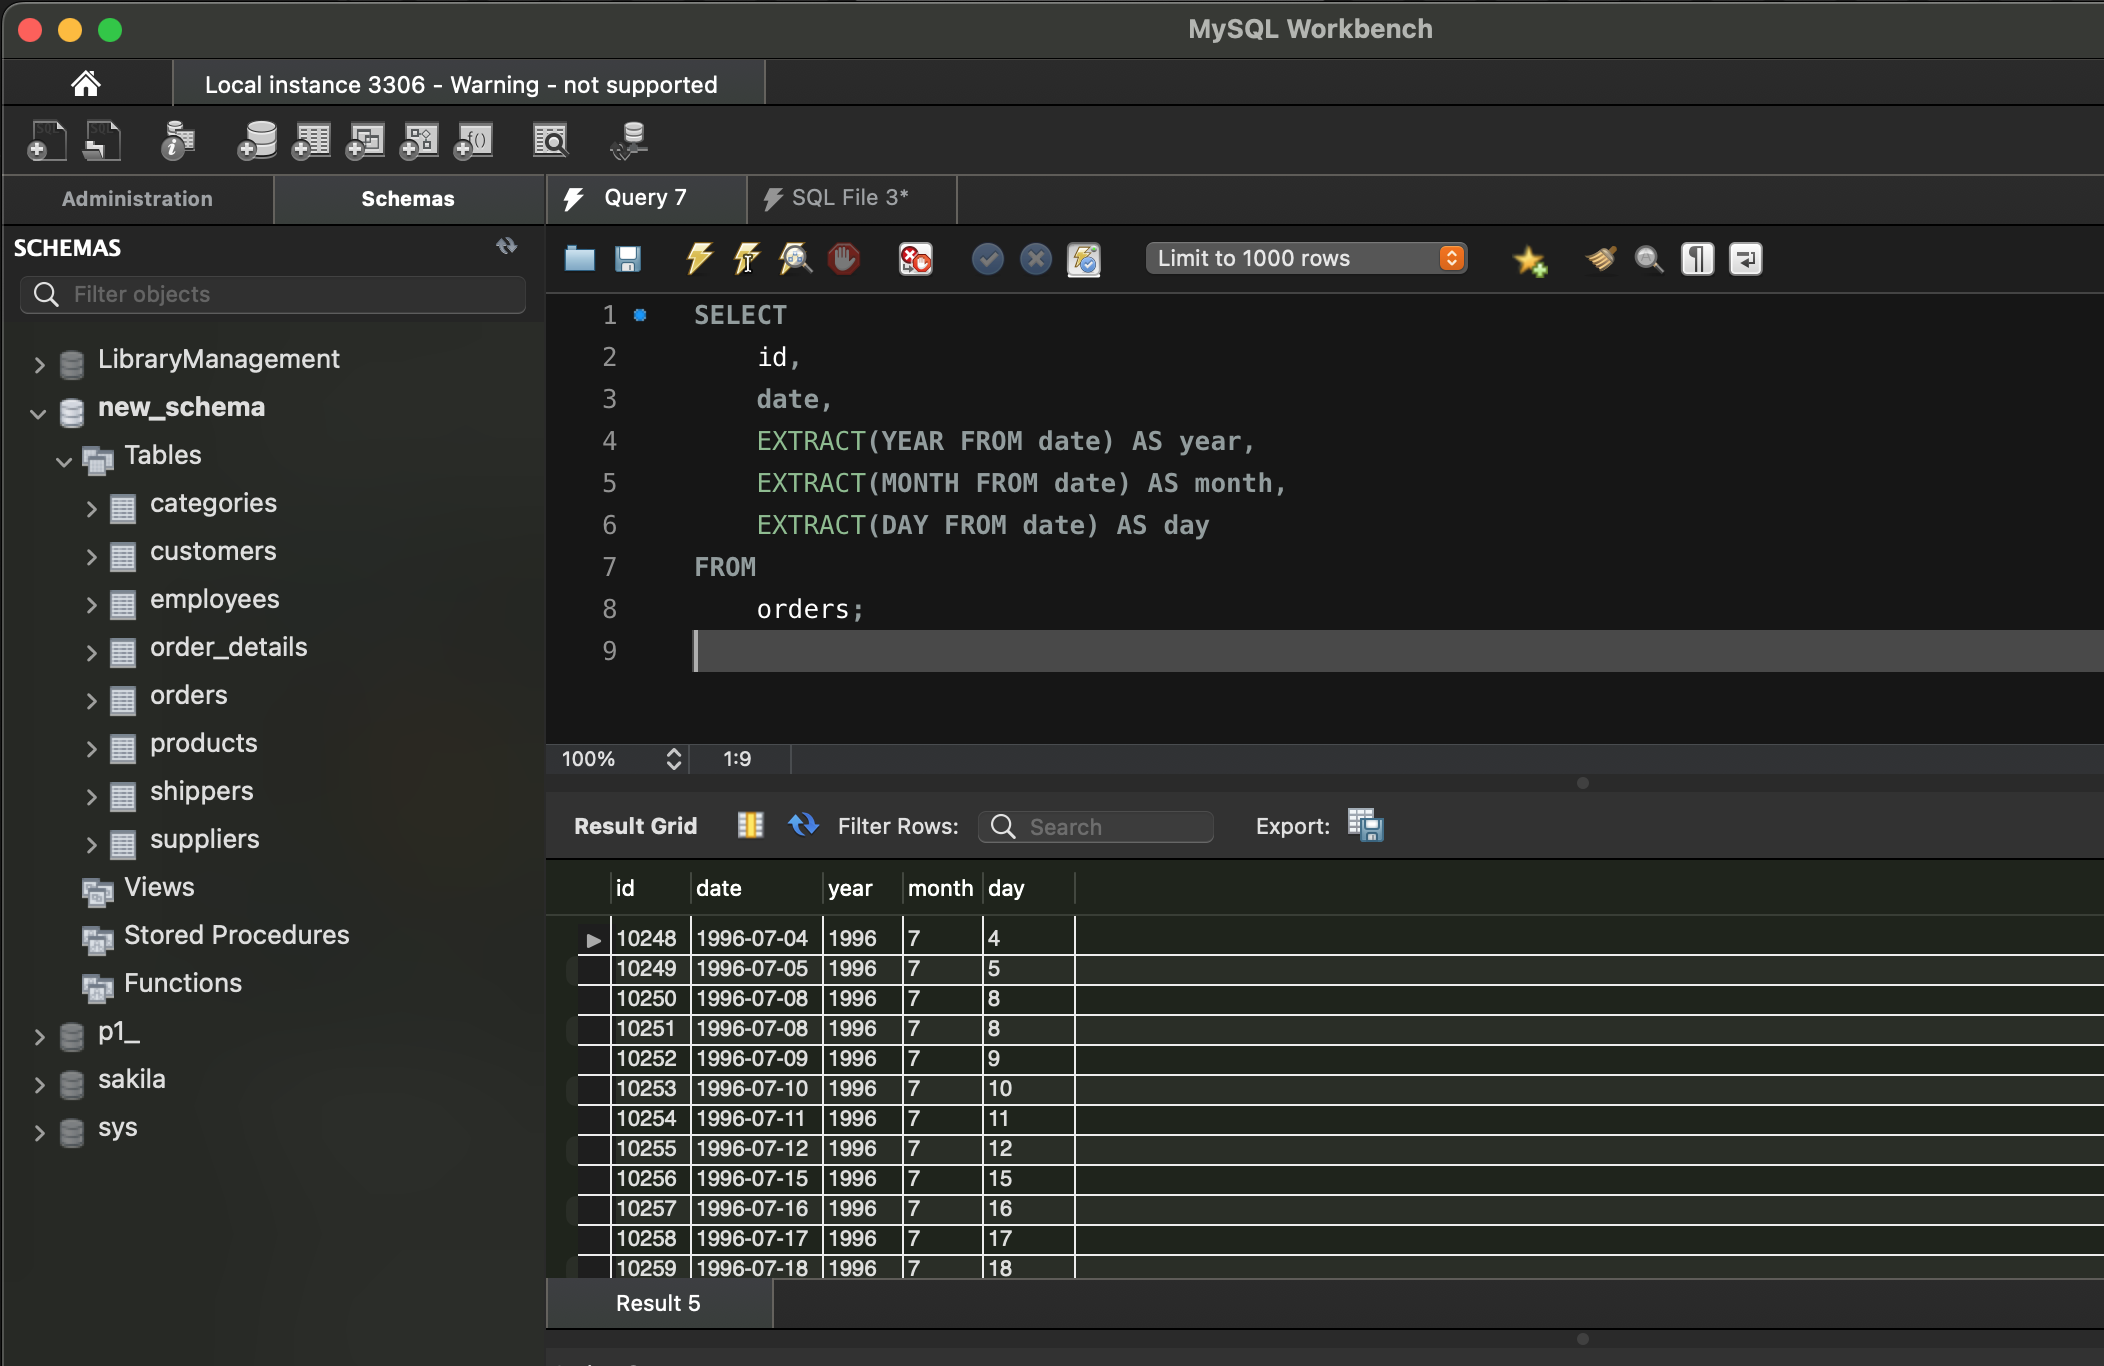 MySQL Workbench
Local instance 3306 - Warning - not supported
Administration
Schemas
Query 7
SQL File 3*
SCHEMAS
Filter objects
LibraryManagement
new_schema
Tables
categories
customers
employees
order_details
orders
products
shippers
suppliers
Views
Stored Procedures
Functions
p1_
sakila
sys
Limit to 1000 rows
1 SELECT
2 id,
3 date,
4 EXTRACT(YEAR FROM date) AS year,
5 EXTRACT(MONTH FROM date) AS month,
6 EXTRACT(DAY FROM date) AS day
7 FROM
8 orders;
9
100% 1:9
Result Grid Filter Rows: Search Export:
id date year month day
10248 1996-07-04 1996 7 4
10249 1996-07-05 1996 7 5
10250 1996-07-08 1996 7 8
10251 1996-07-08 1996 7 8
10252 1996-07-09 1996 7 9
10253 1996-07-10 1996 7 10
10254 1996-07-11 1996 7 11
10255 1996-07-12 1996 7 12
10256 1996-07-15 1996 7 15
10257 1996-07-16 1996 7 16
10258 1996-07-17 1996 7 17
10259 1996-07-18 1996 7 18
Result 5